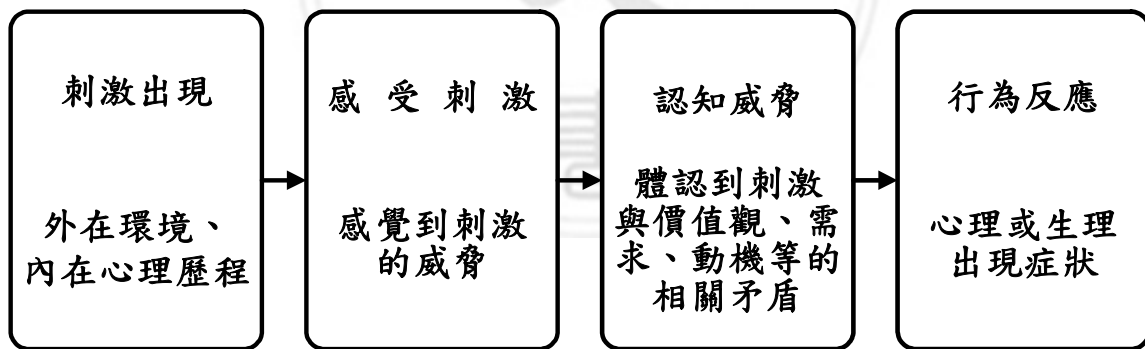 刺激出現
外在環境、
內在心理歷程
感受刺激
感覺到刺激
的威脅
認知威脅
體認到刺激
與價值觀、需
求、動機等的
相關矛盾
行為反應
心理或生理
出現症狀